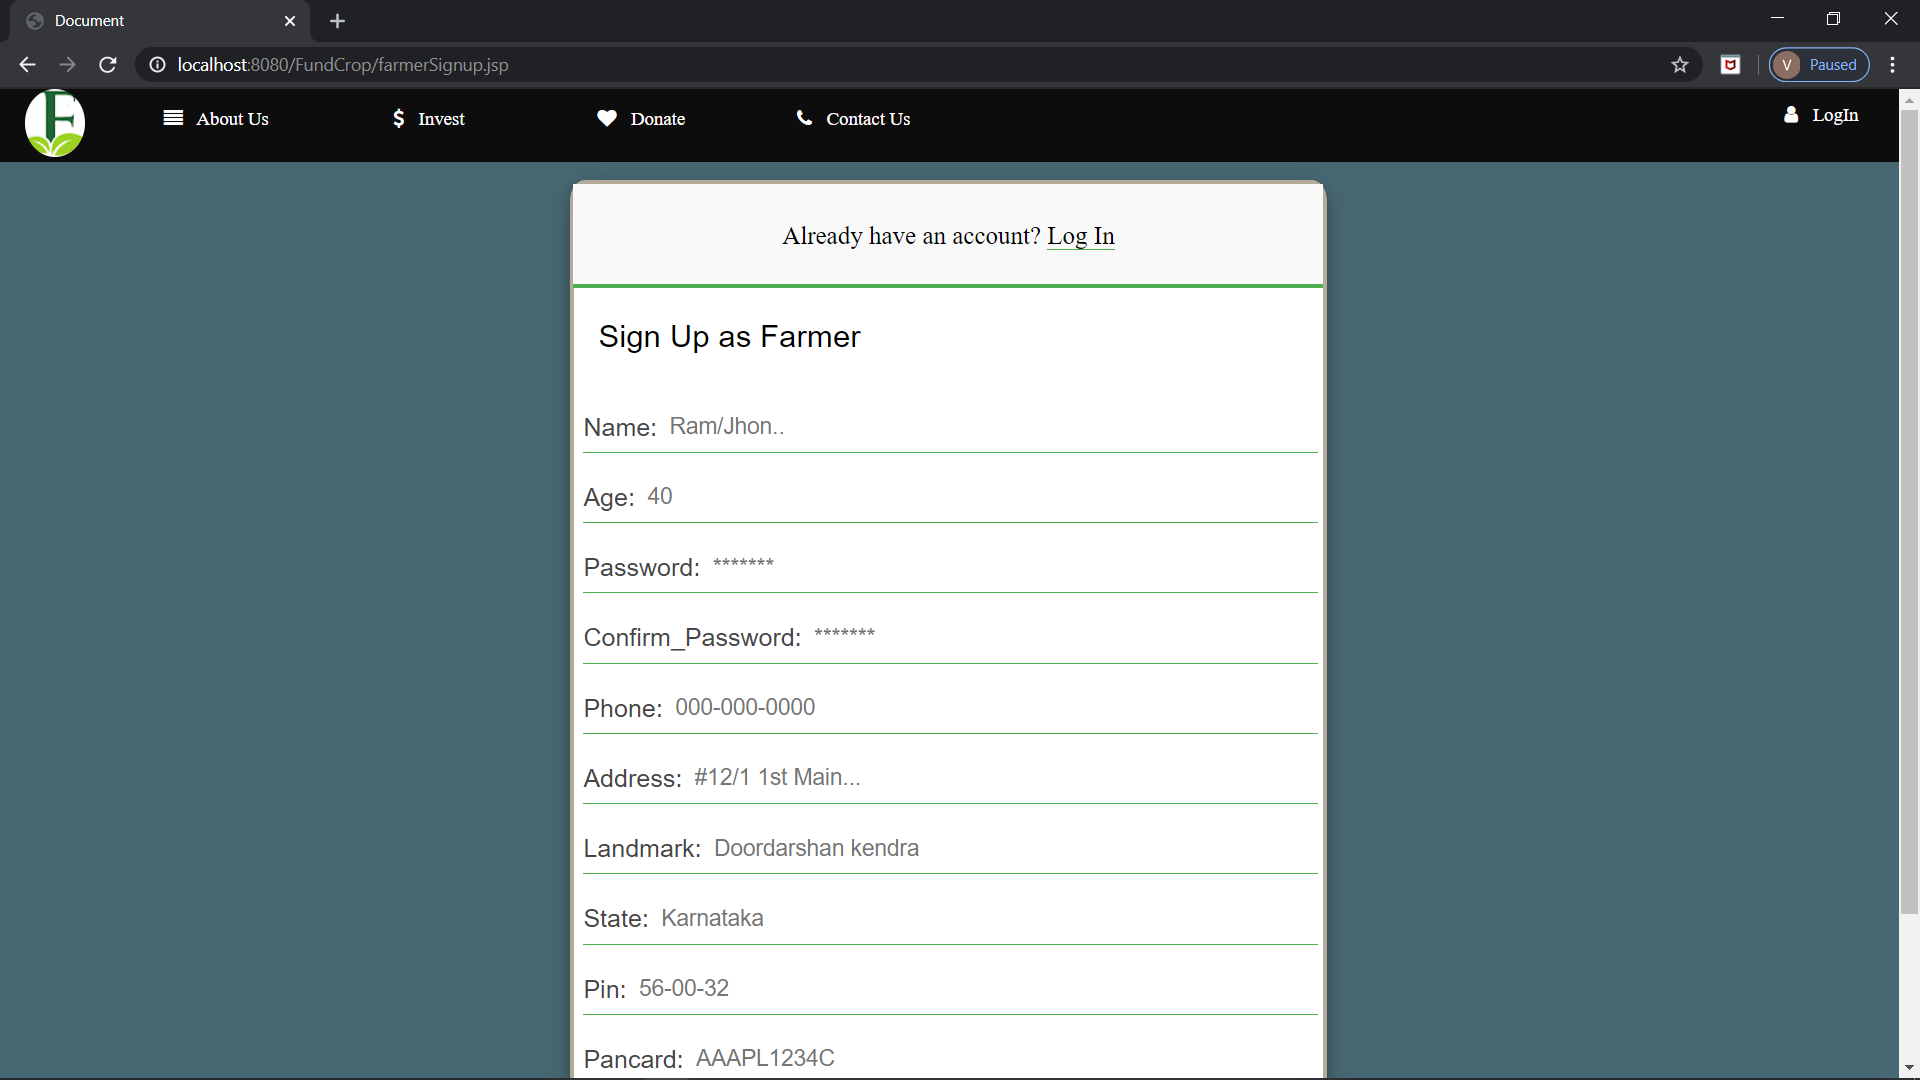 Document
localhost:8080/FundCrop/farmerSignup.jsp
V Paused
F
About Us Invest Donate Contact Us LogIn
Already have an account? Log In
Sign Up as Farmer
Name: Ram/Jhon..
Age: 40
Password: *******
Confirm_Password: *******
Phone: 000-000-0000
Address: #12/1 1st Main...
Landmark: Doordarshan kendra
State: Karnataka
Pin: 56-00-32
Pancard: AAAPL1234C